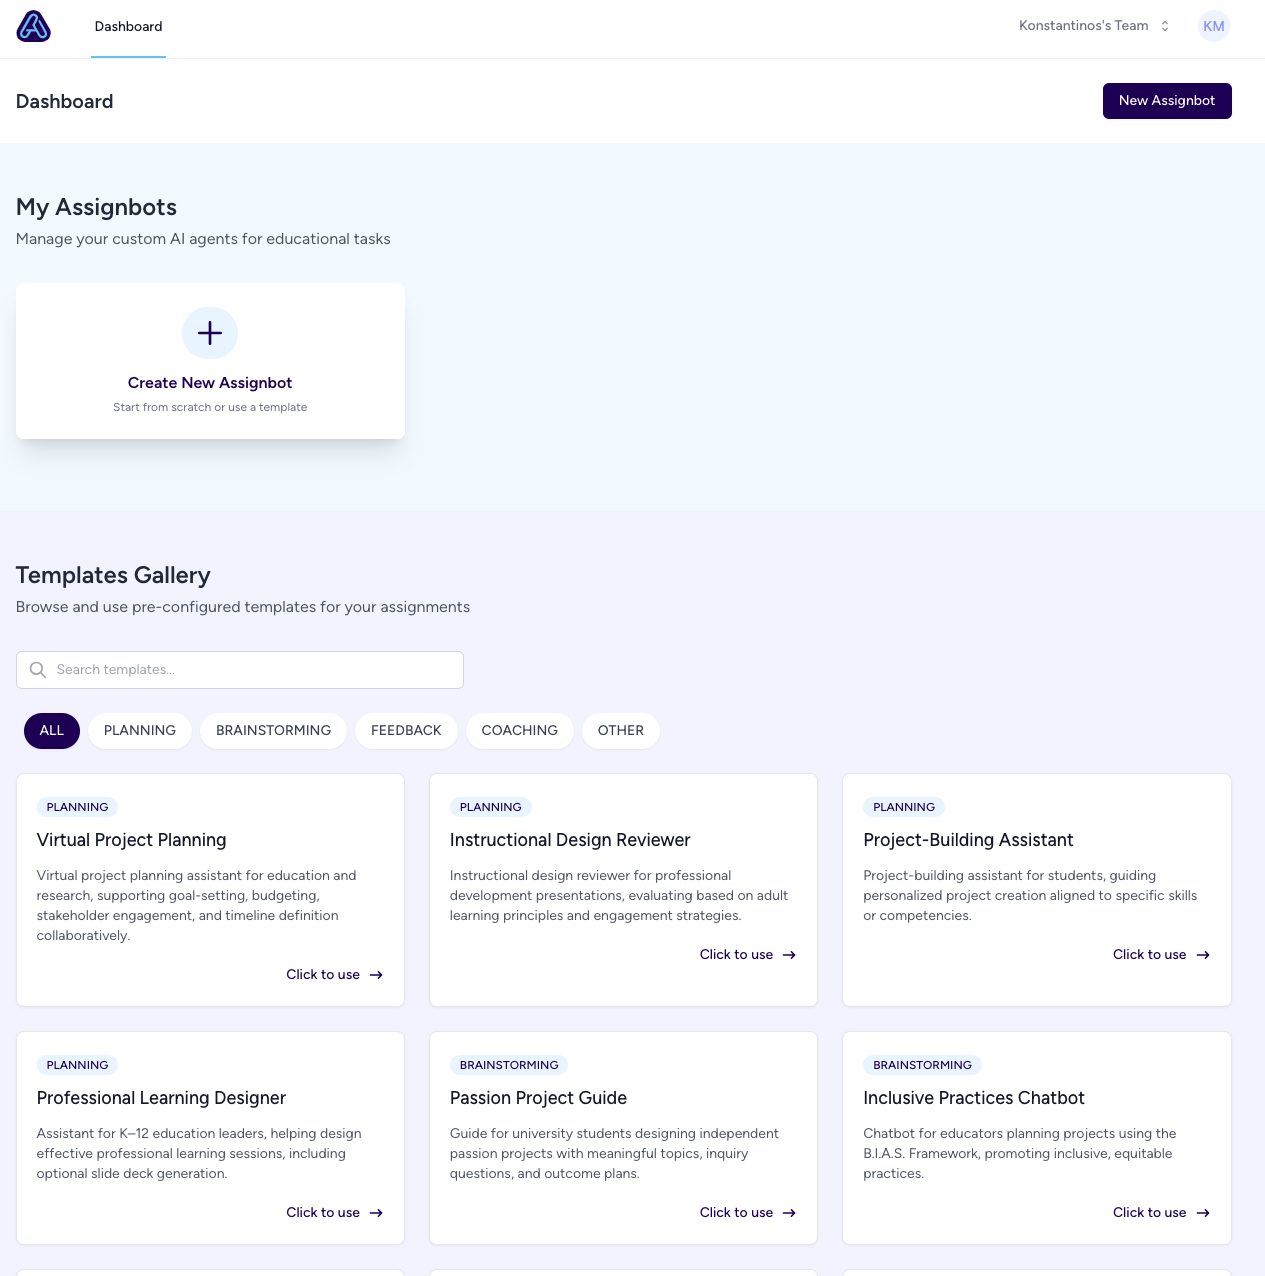 Dashboard
Konstantinos's Team
KM
Dashboard
New Assignbot
My Assignbots
Manage your custom AI agents for educational tasks
Create New Assignbot
Start from scratch or use a template
Templates Gallery
Browse and use pre-configured templates for your assignments
Search templates...
ALL
PLANNING
BRAINSTORMING
FEEDBACK
COACHING
OTHER
PLANNING
Virtual Project Planning
Virtual project planning assistant for education and
research, supporting goal-setting, budgeting,
stakeholder engagement, and timeline definition
collaboratively.
Click to use
PLANNING
Instructional Design Reviewer
Instructional design reviewer for professional
development presentations, evaluating based on adult
learning principles and engagement strategies.
Click to use
PLANNING
Project-Building Assistant
Project-building assistant for students, guiding
personalized project creation aligned to specific skills
or competencies.
Click to use
PLANNING
Professional Learning Designer
Assistant for K–12 education leaders, helping design
effective professional learning sessions, including
optional slide deck generation.
Click to use
BRAINSTORMING
Passion Project Guide
Guide for university students designing independent
passion projects with meaningful topics, inquiry
questions, and outcome plans.
Click to use
BRAINSTORMING
Inclusive Practices Chatbot
Chatbot for educators planning projects using the
B.I.A.S. Framework, promoting inclusive, equitable
practices.
Click to use